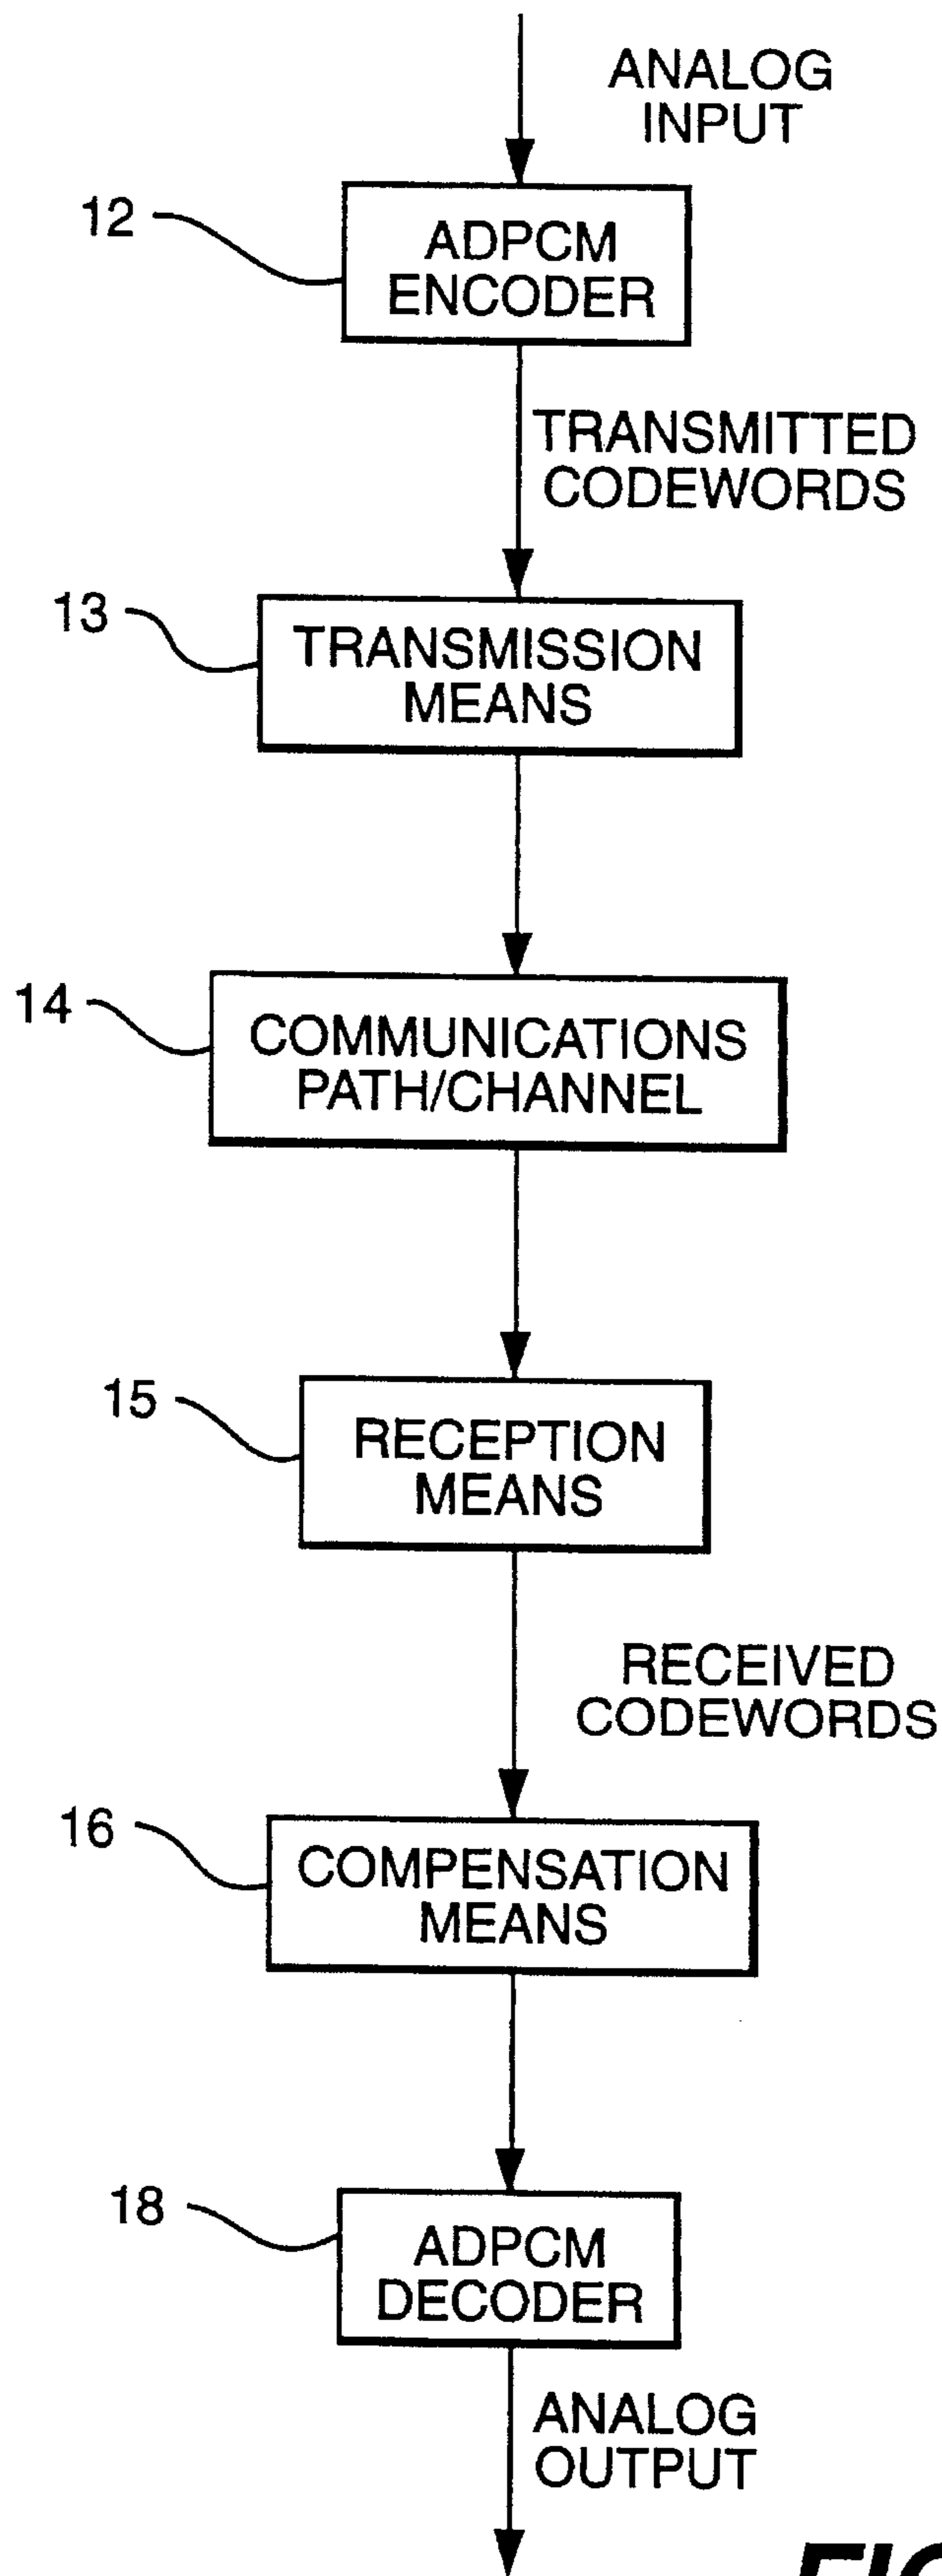 ANALOG
INPUT
12
ADPCM
ENCODER
TRANSMITTED
CODEWORDS
13
TRANSMISSION
MEANS
14
COMMUNICATIONS
PATH/CHANNEL
15
RECEPTION
MEANS
RECEIVED
CODEWORDS
16
COMPENSATION
MEANS
18
ADPCM
DECODER
ANALOG
OUTPUT